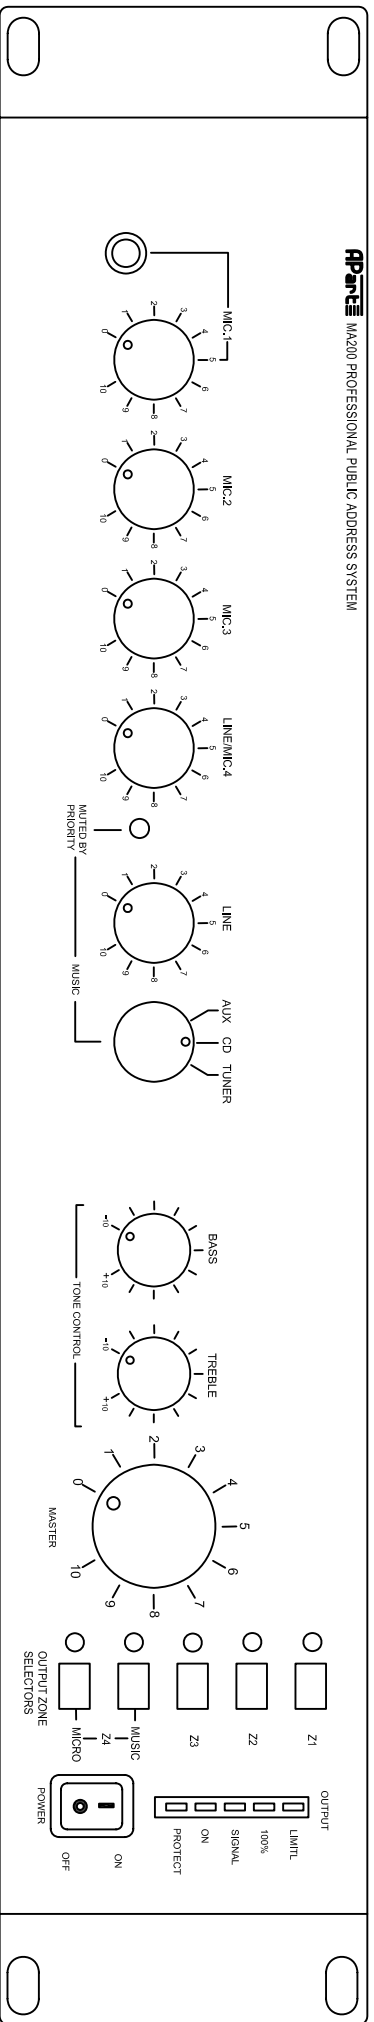 APart MA200 PROFESSIONAL PUBLIC ADDRESS SYSTEM
MIC.1
0 1 2 3 4 5 6 7 8 9 10
MIC.2
0 1 2 3 4 5 6 7 8 9 10
MIC.3
0 1 2 3 4 5 6 7 8 9 10
LINE/MIC.4
0 1 2 3 4 5 6 7 8 9 10
MUTED BY
PRIORITY
LINE
0 1 2 3 4 5 6 7 8 9 10
MUSIC
AUX
CD
TUNER
BASS
-10 +10
TREBLE
-10 +10
TONE CONTROL
0 1 2 3 4 5 6 7 8 9 10
MASTER
Z1
Z2
Z3
MUSIC
Z4
MICRO
OUTPUT ZONE
SELECTORS
OUTPUT
LIMITL
100%
SIGNAL
ON
PROTECT
ON
OFF
POWER